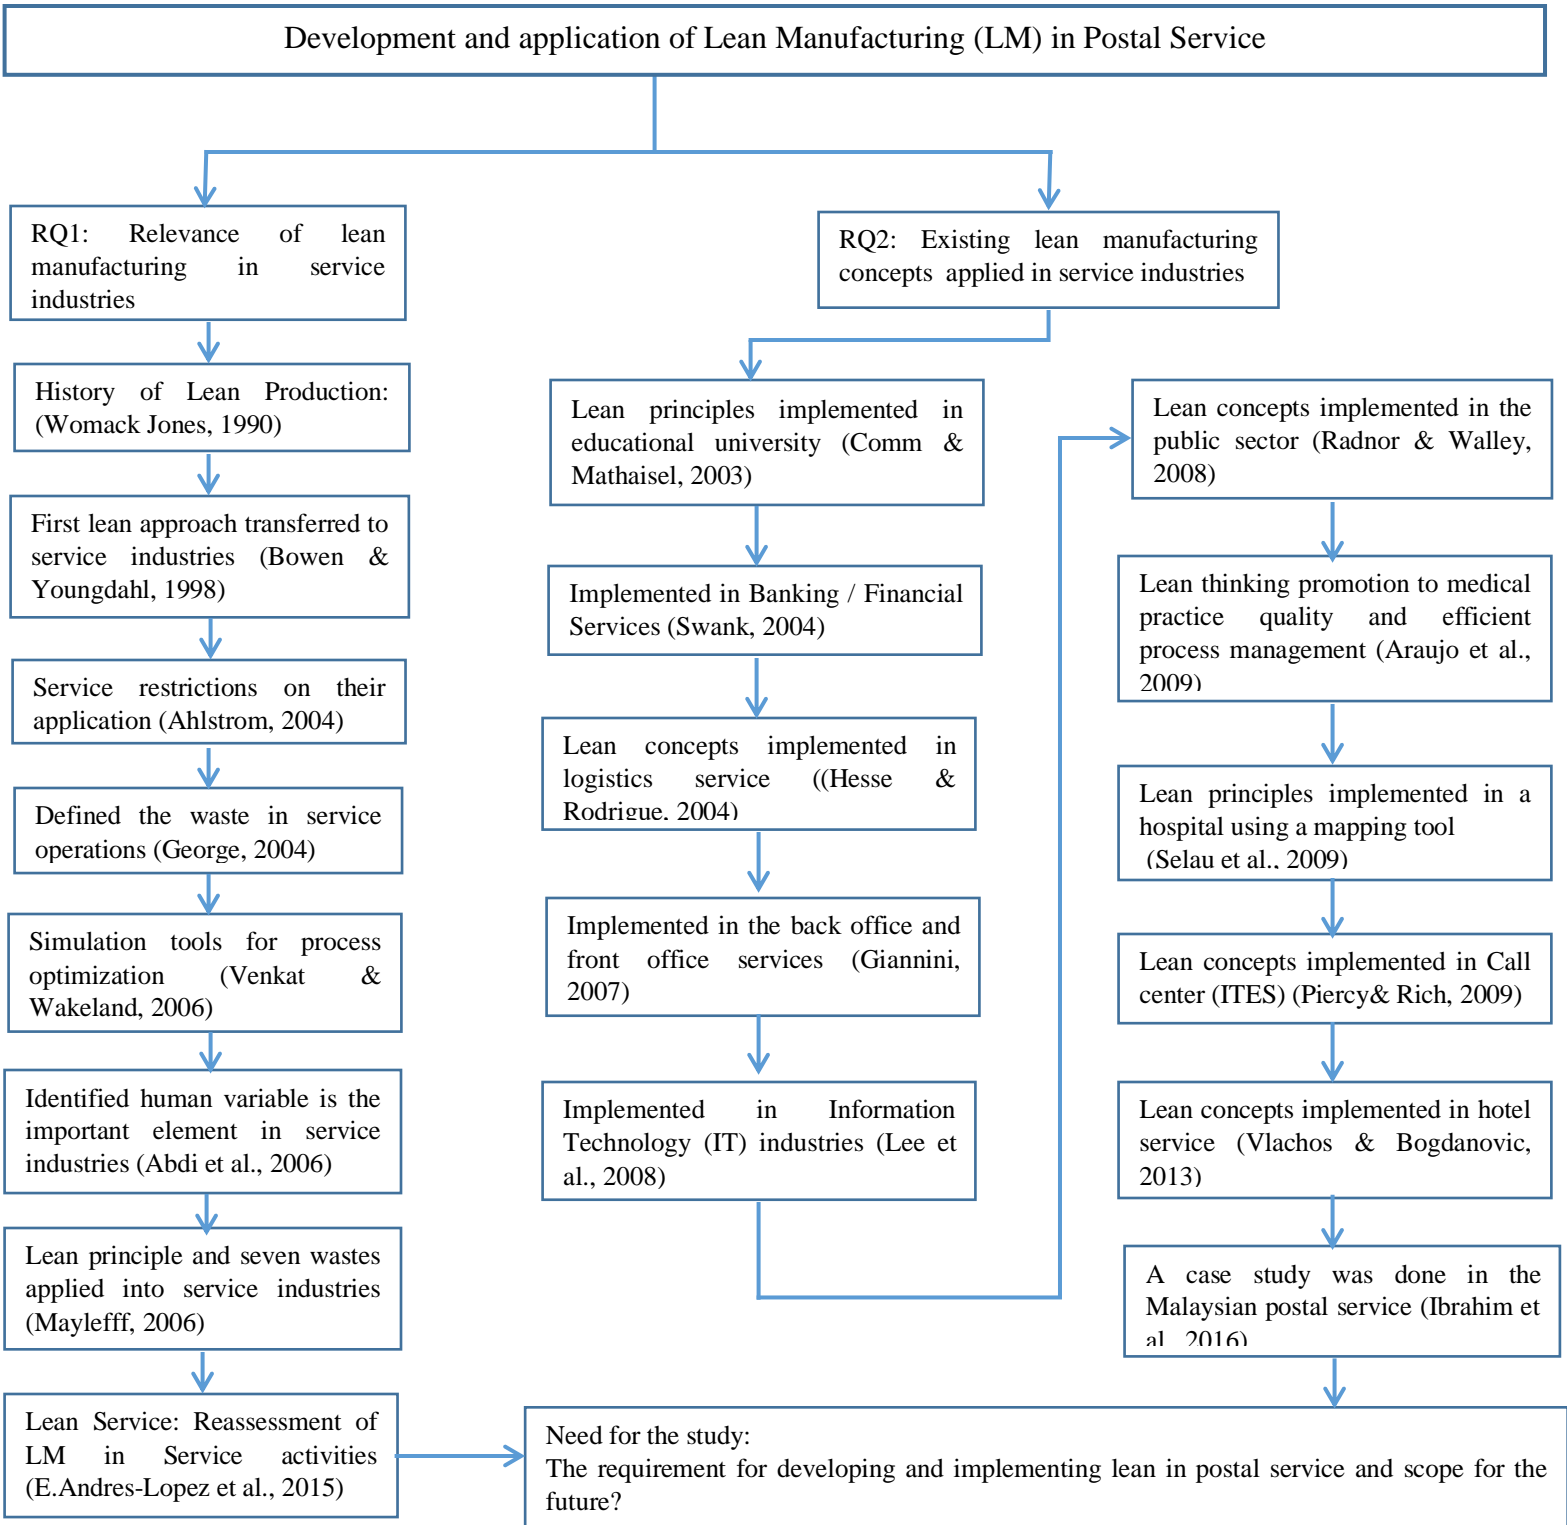 Development and application of Lean Manufacturing (LM) in Postal Service
RQ1: Relevance of lean
manufacturing in service
industries
History of Lean Production:
(Womack Jones, 1990)
First lean approach transferred to
service industries (Bowen &
Youngdahl, 1998)
Service restrictions on their
application (Ahlstrom, 2004)
Defined the waste in service
operations (George, 2004)
Simulation tools for process
optimization (Venkat &
Wakeland, 2006)
Identified human variable is the
important element in service
industries (Abdi et al., 2006)
Lean principle and seven wastes
applied into service industries
(Maylefff, 2006)
Lean Service: Reassessment of
LM in Service activities
(E.Andres-Lopez et al., 2015)
RQ2: Existing lean manufacturing
concepts applied in service industries
Lean principles implemented in
educational university (Comm &
Mathaisel, 2003)
Implemented in Banking / Financial
Services (Swank, 2004)
Lean concepts implemented in
logistics service ((Hesse &
Rodrigue, 2004)
Implemented in the back office and
front office services (Giannini,
2007)
Implemented in Information
Technology (IT) industries (Lee et
al., 2008)
Lean concepts implemented in the
public sector (Radnor & Walley,
2008)
Lean thinking promotion to medical
practice quality and efficient
process management (Araujo et al.,
2009)
Lean principles implemented in a
hospital using a mapping tool
(Selau et al., 2009)
Lean concepts implemented in Call
center (ITES) (Piercy& Rich, 2009)
Lean concepts implemented in hotel
service (Vlachos & Bogdanovic,
2013)
A case study was done in the
Malaysian postal service (Ibrahim et
al., 2016)
Need for the study:
The requirement for developing and implementing lean in postal service and scope for the
future?